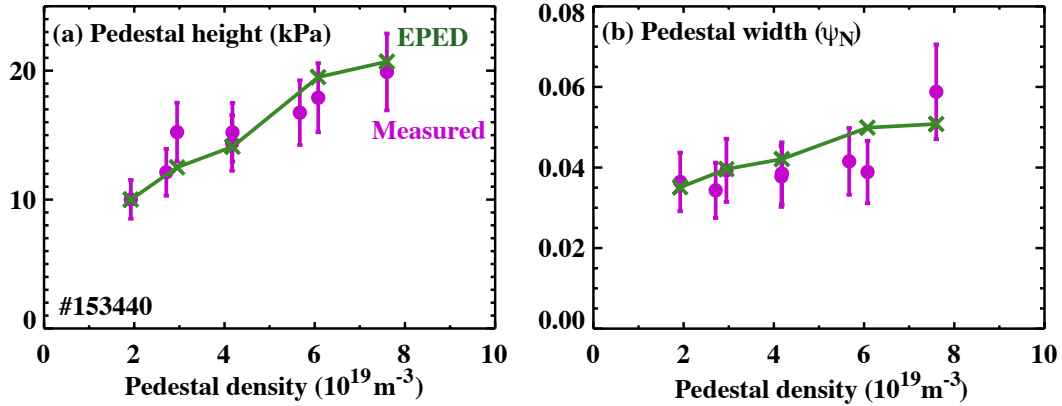 (a) Pedestal height (kPa)
EPED
20
Measured
10
#153440
0
0 2 4 6 8 10
Pedestal density (10¹⁹m⁻³)
0.08
(b) Pedestal width (ψ_N)
0.06
0.04
0.02
0.00
0 2 4 6 8 10
Pedestal density (10¹⁹m⁻³)